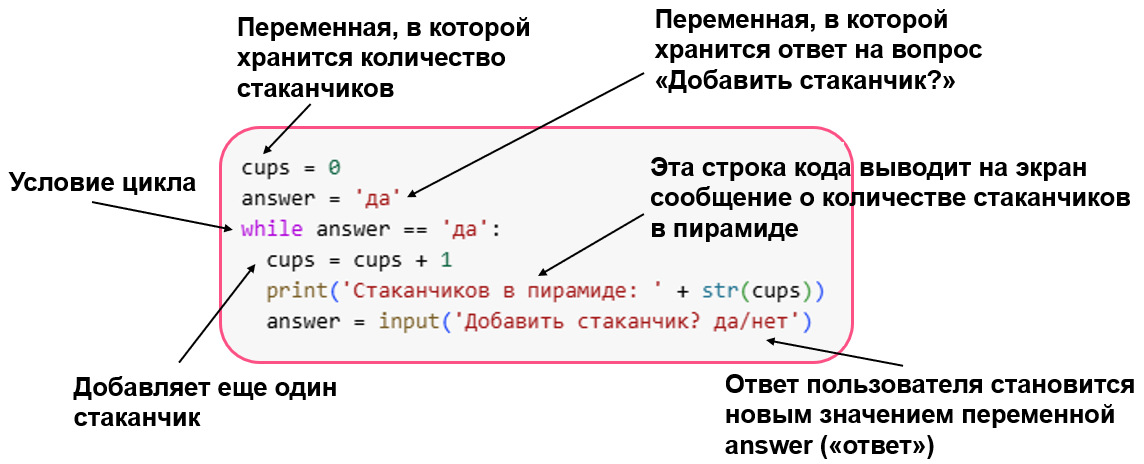 Переменная, в которой
хранится количество
стаканчиков
Переменная, в которой
хранится ответ на вопрос
«Добавить стаканчик?»
Условие цикла
cups = 0
answer = 'да'
while answer == 'да':
cups = cups + 1
print('Стаканчиков в пирамиде: ' + str(cups))
answer = input('Добавить стаканчик? да/нет')
Эта строка кода выводит на экран
сообщение о количестве стаканчиков
в пирамиде
Добавляет еще один
стаканчик
Ответ пользователя становится
новым значением переменной
answer («ответ»)